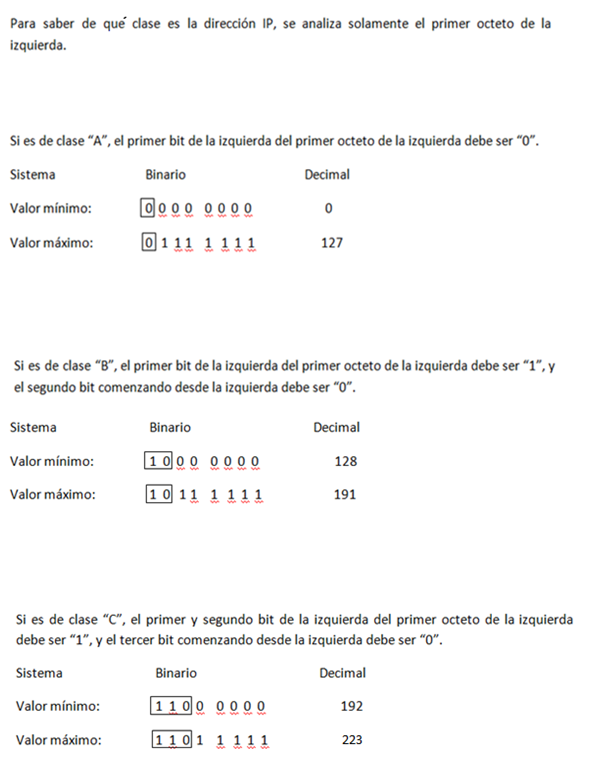 Para saber de qué clase es la dirección IP, se analiza solamente el primer octeto de la
izquierda.
Si es de clase “A”, el primer bit de la izquierda del primer octeto de la izquierda debe ser “0”.
Sistema Binario Decimal
Valor mínimo: 0 0 0 0 0 0 0 0 0
Valor máximo: 0 1 1 1 1 1 1 1 127
Si es de clase “B”, el primer bit de la izquierda del primer octeto de la izquierda debe ser “1”, y
el segundo bit comenzando desde la izquierda debe ser “0”.
Sistema Binario Decimal
Valor mínimo: 1 0 0 0 0 0 0 0 128
Valor máximo: 1 0 1 1 1 1 1 1 191
Si es de clase “C”, el primer y segundo bit de la izquierda del primer octeto de la izquierda
debe ser “1”, y el tercer bit comenzando desde la izquierda debe ser “0”.
Sistema Binario Decimal
Valor mínimo: 1 1 0 0 0 0 0 0 192
Valor máximo: 1 1 0 1 1 1 1 1 223